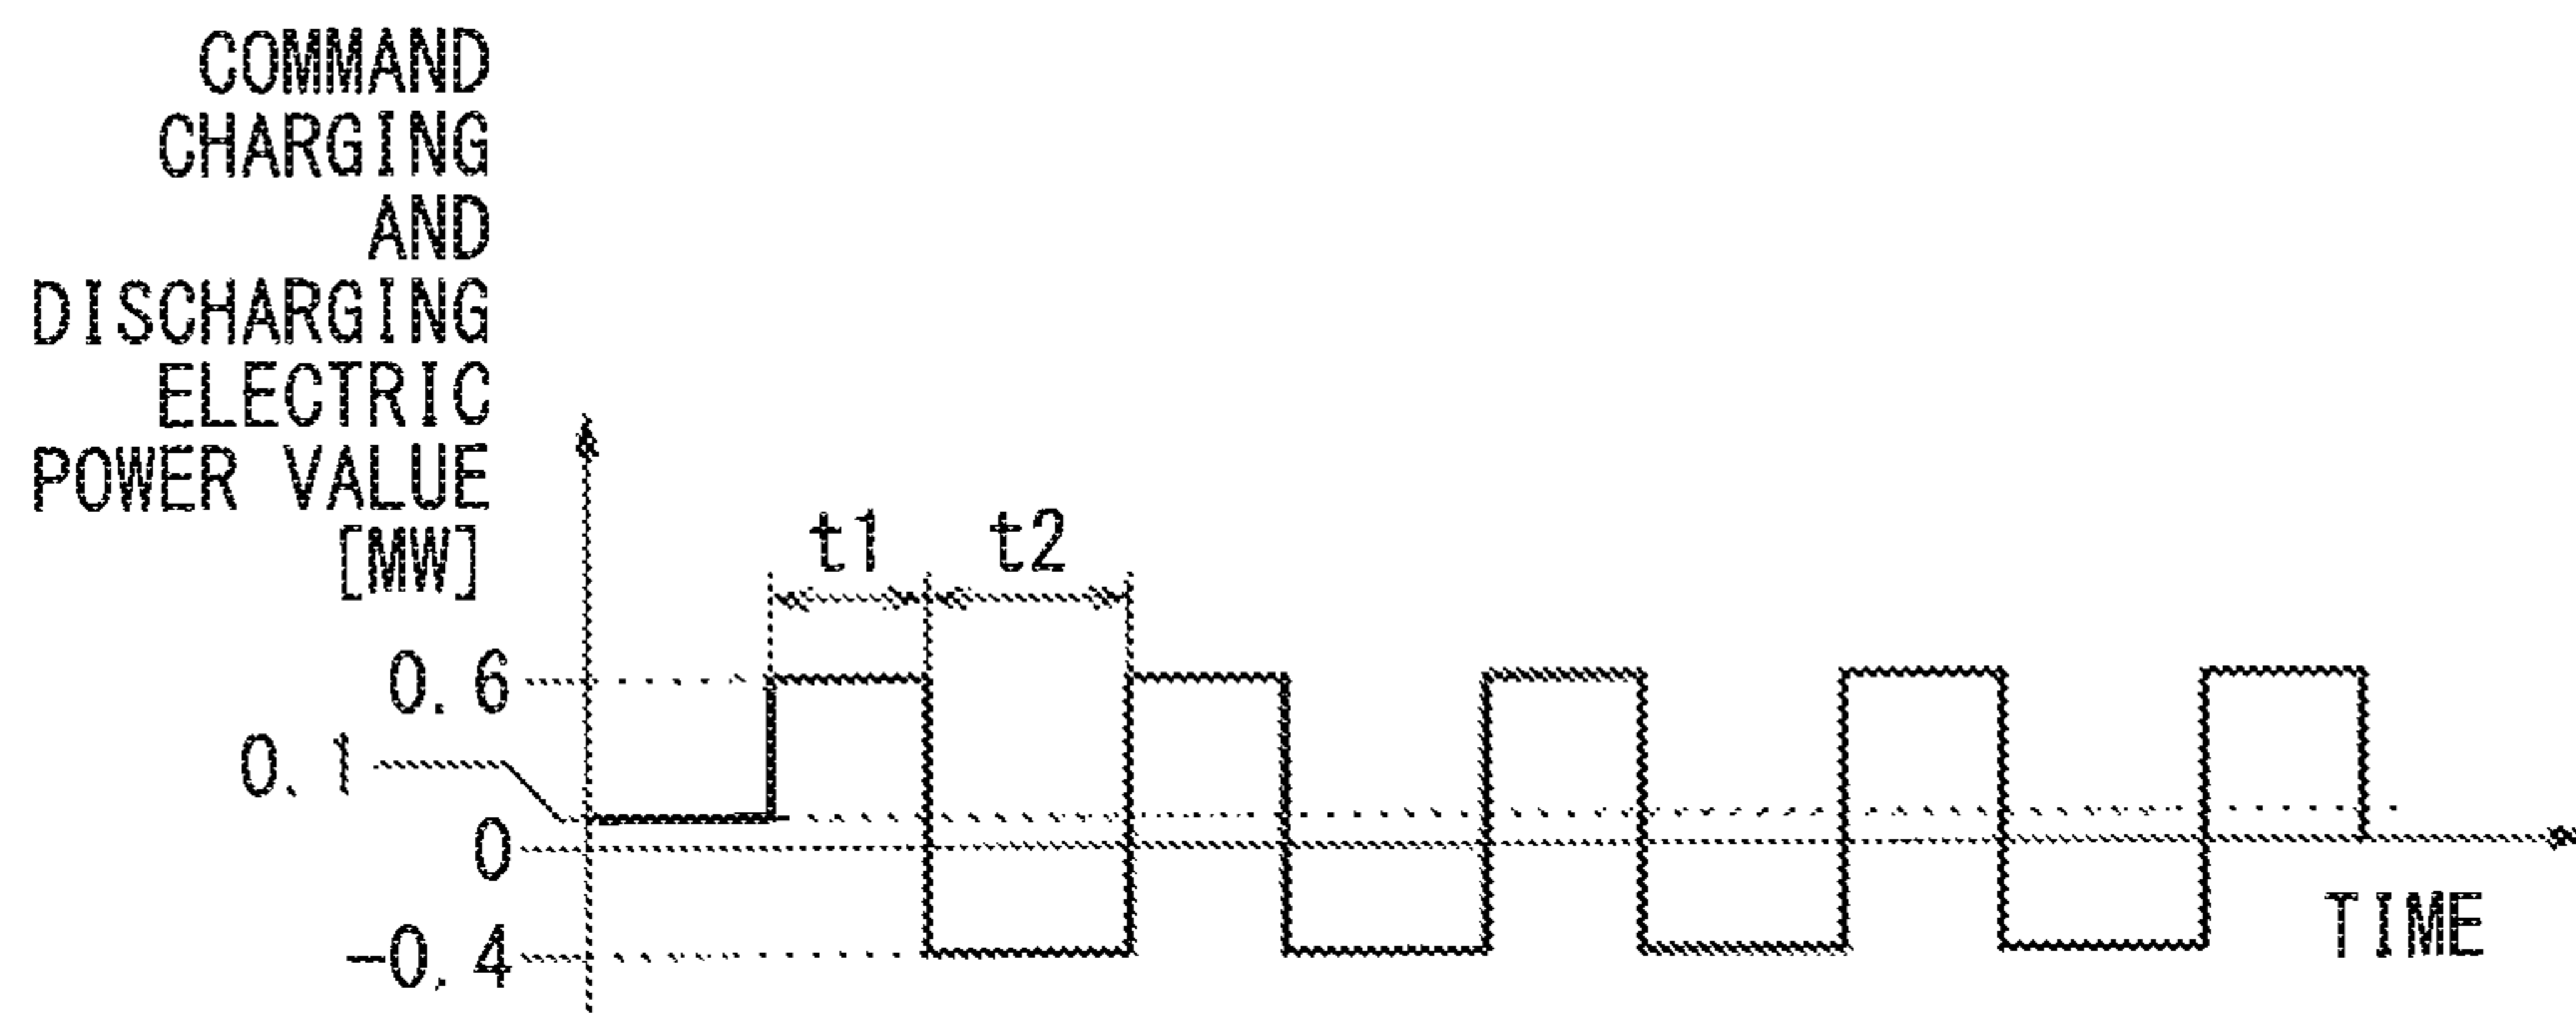 COMMAND
CHARGING
AND
DISCHARGING
ELECTRIC
POWER VALUE
[MW]
t1 t2
0.6
0.1
0
-0.4
TIME